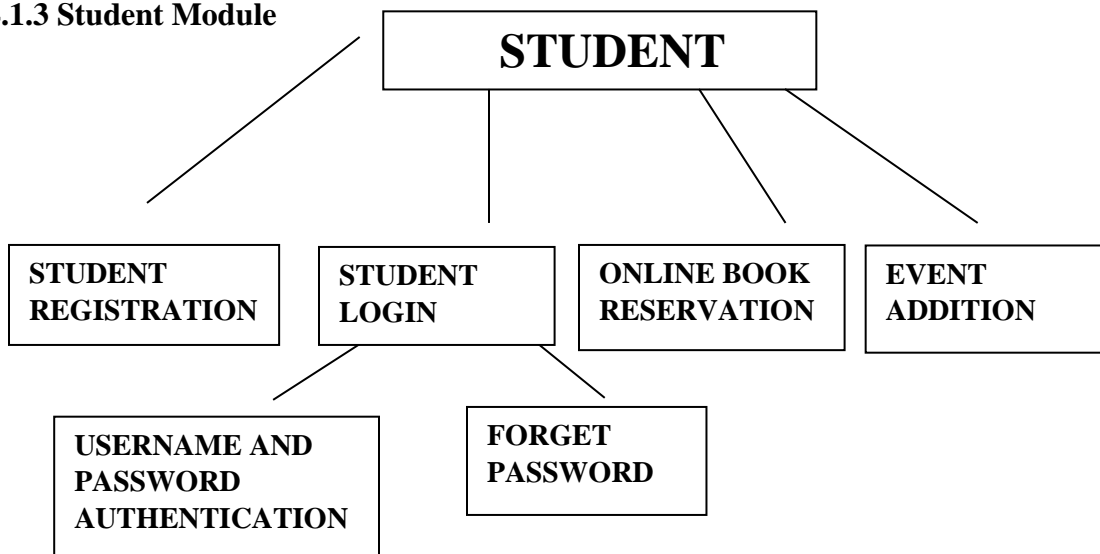 .1.3 Student Module
STUDENT
STUDENT
REGISTRATION
STUDENT
LOGIN
ONLINE BOOK
RESERVATION
EVENT
ADDITION
USERNAME AND
PASSWORD
AUTHENTICATION
FORGET
PASSWORD